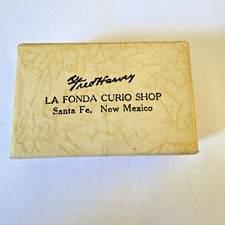 Fred Harvey
LA FONDA CURIO SHOP
Santa Fe, New Mexico